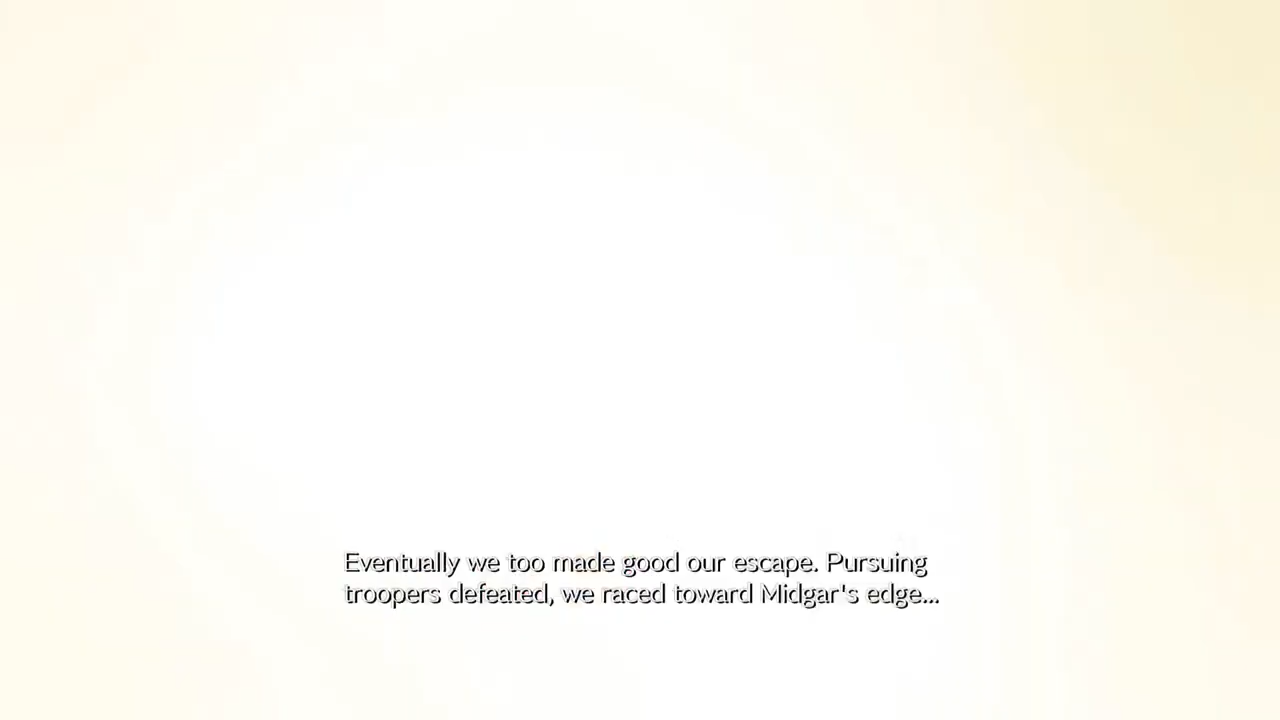 Eventually we too made good our escape. Pursuing
troopers defeated, we raced toward Midgar's edge...